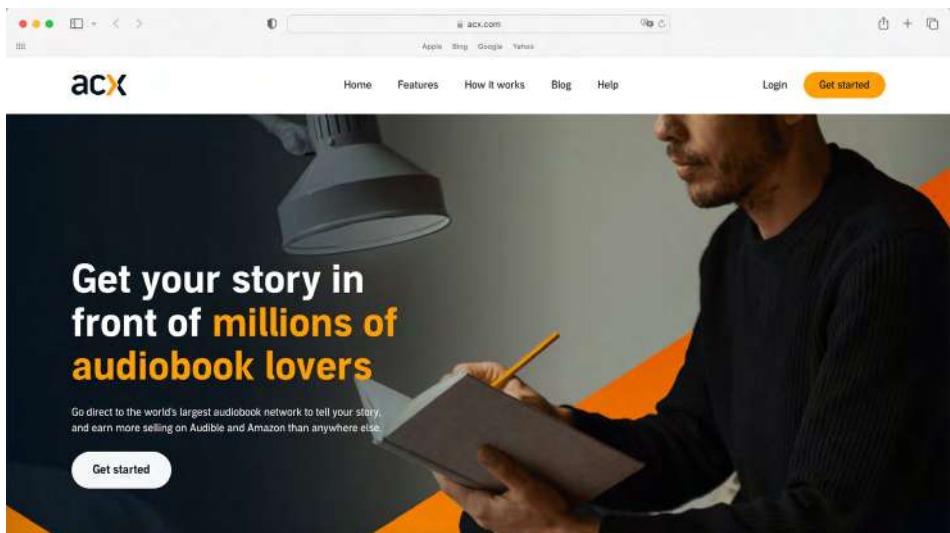 acx.com
Apple Bing Google Yahoo
acx
Home Features How it works Blog Help Login Get started
Get your story in
front of millions of
audiobook lovers
Go direct to the world's largest audiobook network to tell your story,
and earn more selling on Audible and Amazon than anywhere else.
Get started